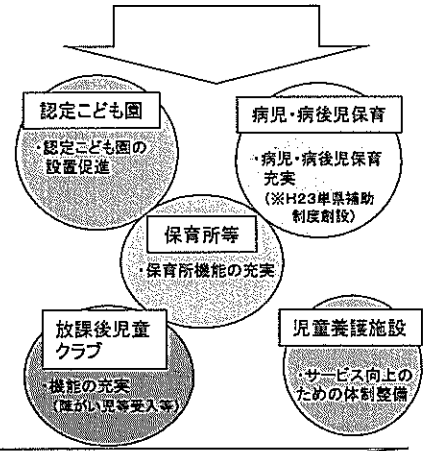 認定こども園
・認定こども園の
設置促進
病児・病後児保育
・病児・病後児保育
充実
(※H23単県補助
制度創設)
保育所等
・保育所機能の充実
放課後児童
クラブ
・機能の充実
(障がい児等受入等)
児童養護施設
・サービス向上の
ための体制整備